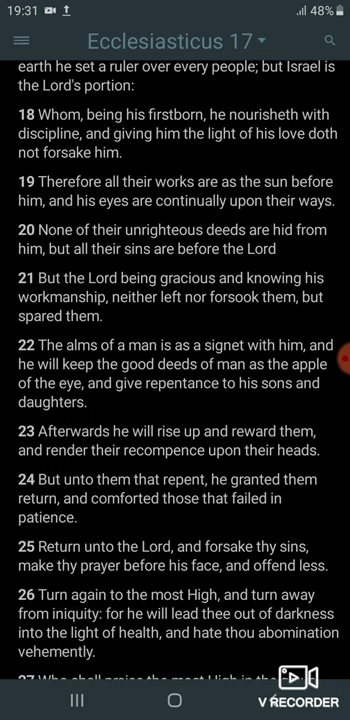 19:31
48%
Ecclesiasticus 17
earth he set a ruler over every people; but Israel is
the Lord's portion:
18 Whom, being his firstborn, he nourisheth with
discipline, and giving him the light of his love doth
not forsake him.
19 Therefore all their works are as the sun before
him, and his eyes are continually upon their ways.
20 None of their unrighteous deeds are hid from
him, but all their sins are before the Lord
21 But the Lord being gracious and knowing his
workmanship, neither left nor forsook them, but
spared them.
22 The alms of a man is as a signet with him, and
he will keep the good deeds of man as the apple
of the eye, and give repentance to his sons and
daughters.
23 Afterwards he will rise up and reward them,
and render their recompence upon their heads.
24 But unto them that repent, he granted them
return, and comforted those that failed in
patience.
25 Return unto the Lord, and forsake thy sins,
make thy prayer before his face, and offend less.
26 Turn again to the most High, and turn away
from iniquity: for he will lead thee out of darkness
into the light of health, and hate thou abomination
vehemently.
27 Who shall praise the most High in the
V RECORDER